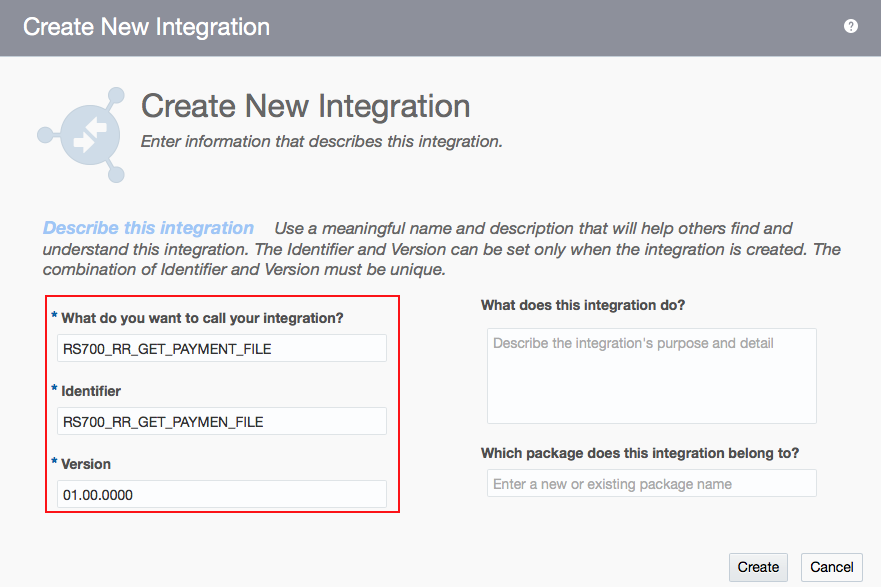 Create New Integration
?
Create New Integration
Enter information that describes this integration.
Describe this integration Use a meaningful name and description that will help others find and
understand this integration. The Identifier and Version can be set only when the integration is created. The
combination of Identifier and Version must be unique.
* What do you want to call your integration?
RS700_RR_GET_PAYMENT_FILE
* Identifier
RS700_RR_GET_PAYMEN_FILE
* Version
01.00.0000
What does this integration do?
Describe the integration's purpose and detail
Which package does this integration belong to?
Enter a new or existing package name
Create
Cancel